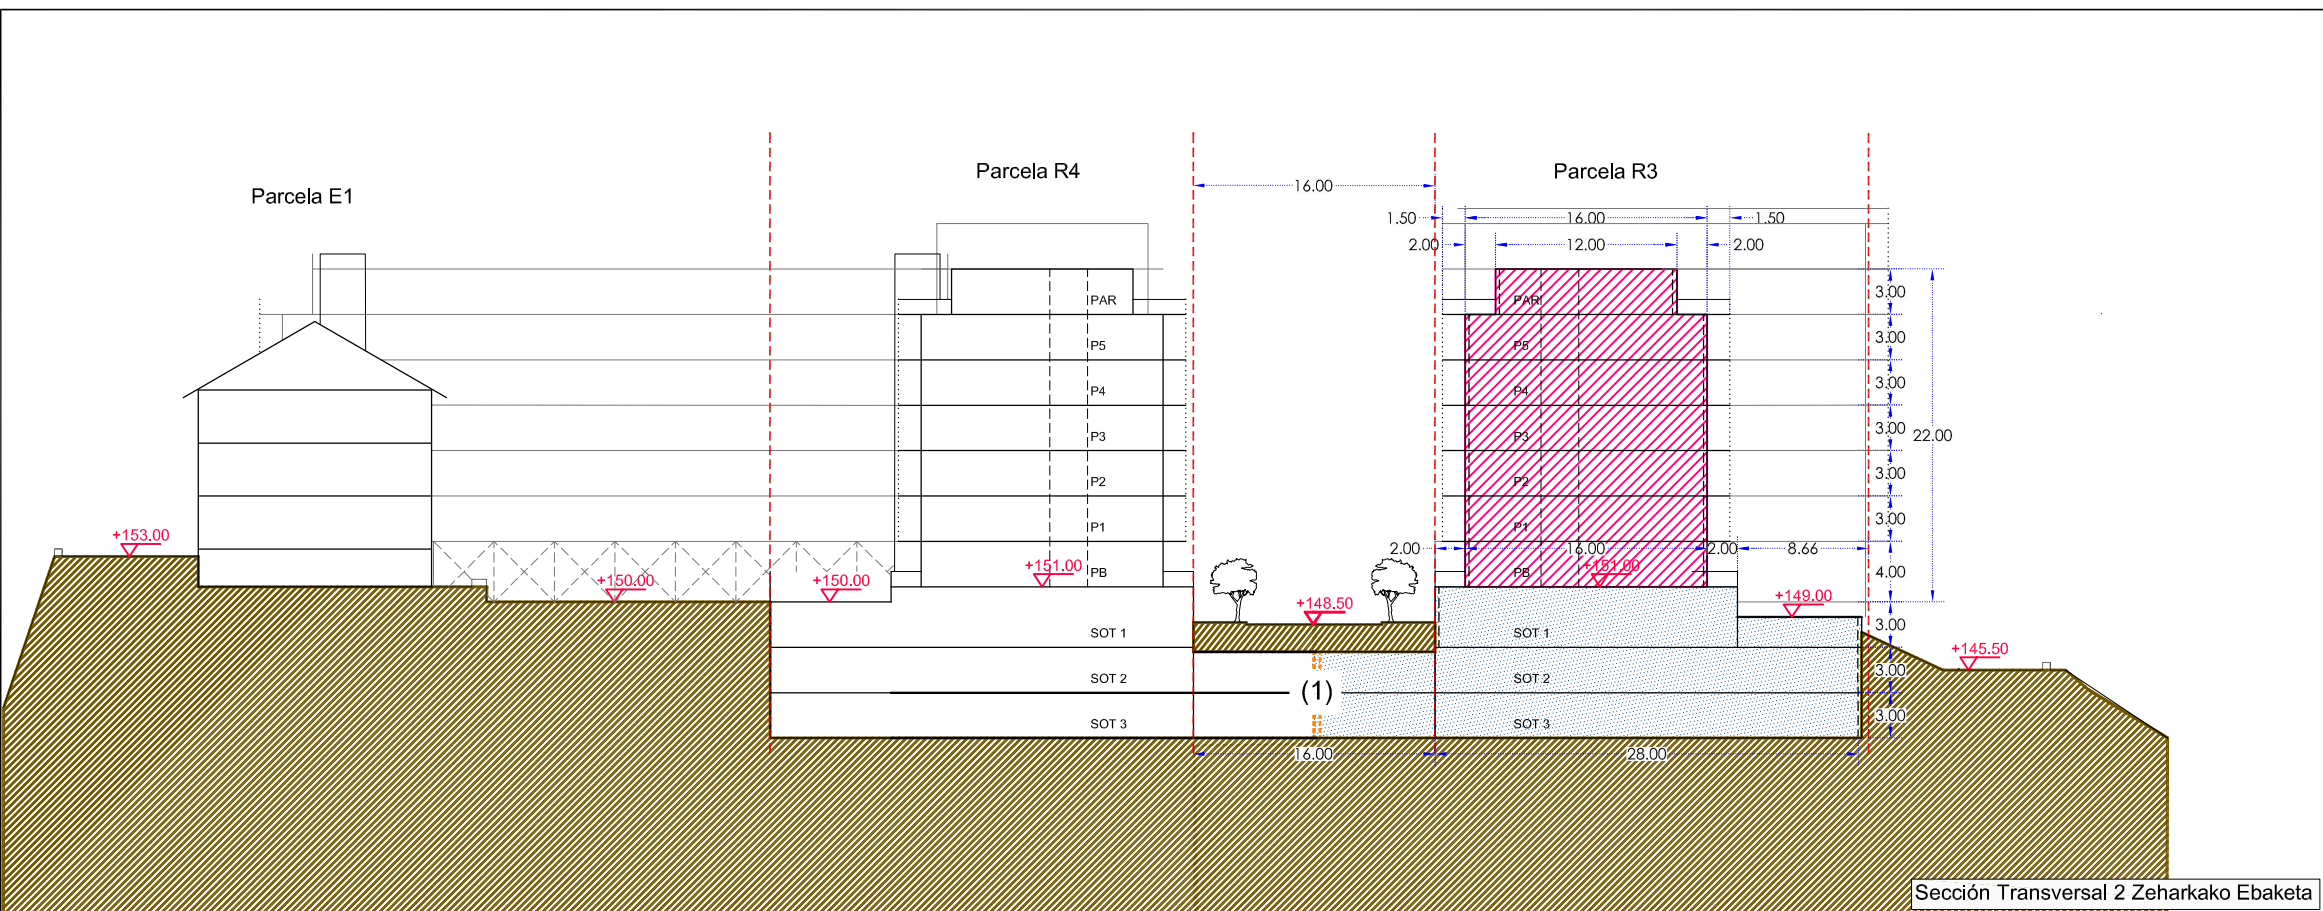 Parcela R4
Parcela R3
Parcela E1
16.00
1.50
16.00
1.50
2.00
12.00
2.00
PAR
PAR
3.00
P5
P5
3.00
P4
P4
3.00
P3
P3
3.00
22.00
P2
P2
3.00
P1
P1
3.00
+153.00
2.00
16.00
2.00
8.66
+150.00
+150.00
+151.00
PB
PB
+151.00
4.00
+148.50
+149.00
SOT 1
SOT 1
3.00
+145.50
SOT 2
(1)
SOT 2
3.00
SOT 3
SOT 3
3.00
16.00
28.00
Sección Transversal 2 Zeharkako Ebaketa